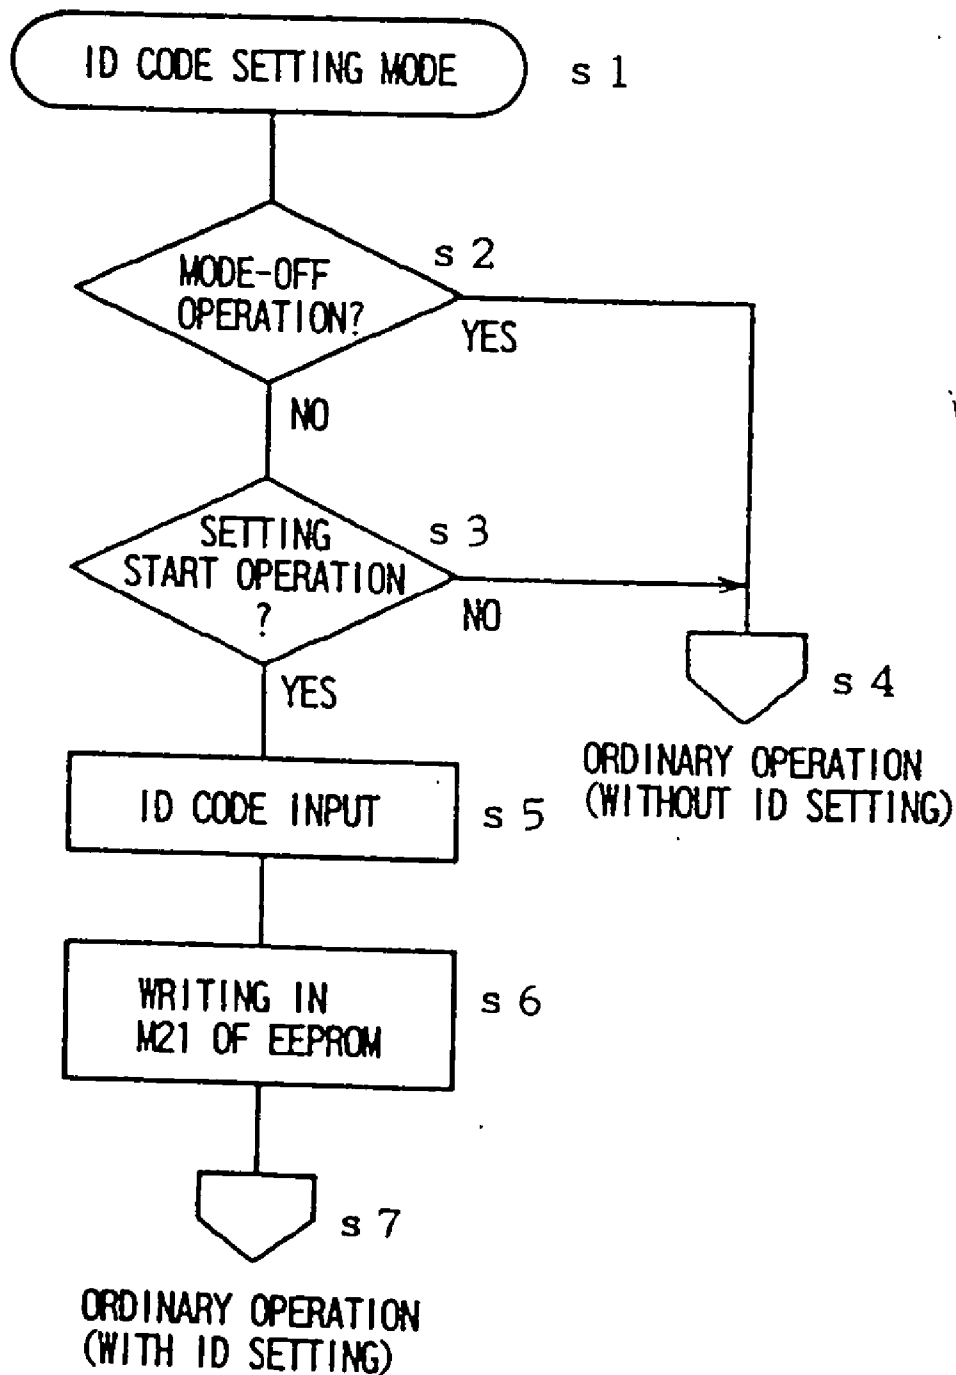 ID CODE SETTING MODE
s 1
s 2
MODE-OFF
OPERATION?
YES
NO
s 3
SETTING
START OPERATION
?
NO
YES
s 4
ORDINARY OPERATION
(WITHOUT ID SETTING)
ID CODE INPUT
s 5
WRITING IN
M21 OF EEPROM
s 6
s 7
ORDINARY OPERATION
(WITH ID SETTING)